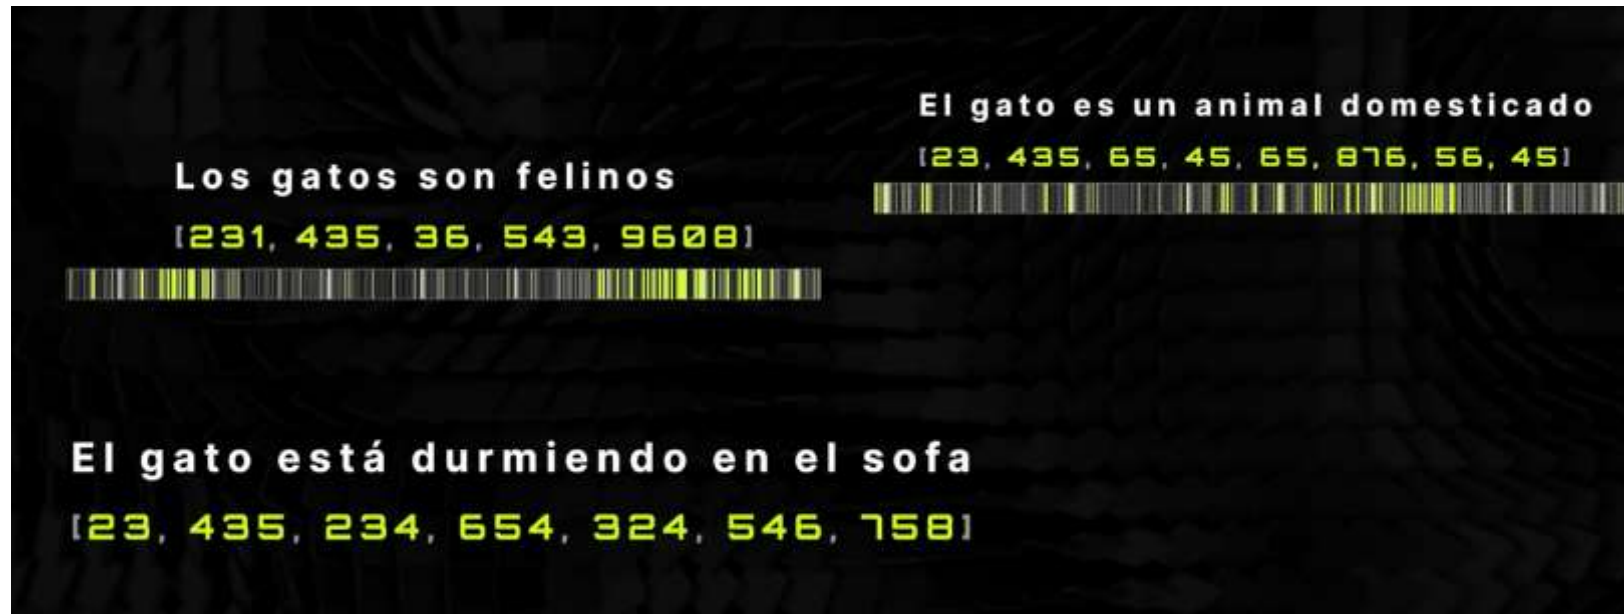 Los gatos son felinos
[231, 435, 36, 543, 9608]
El gato es un animal domesticado
[23, 435, 65, 45, 65, 876, 56, 45]
El gato está durmiendo en el sofa
[23, 435, 234, 654, 324, 546, 758]